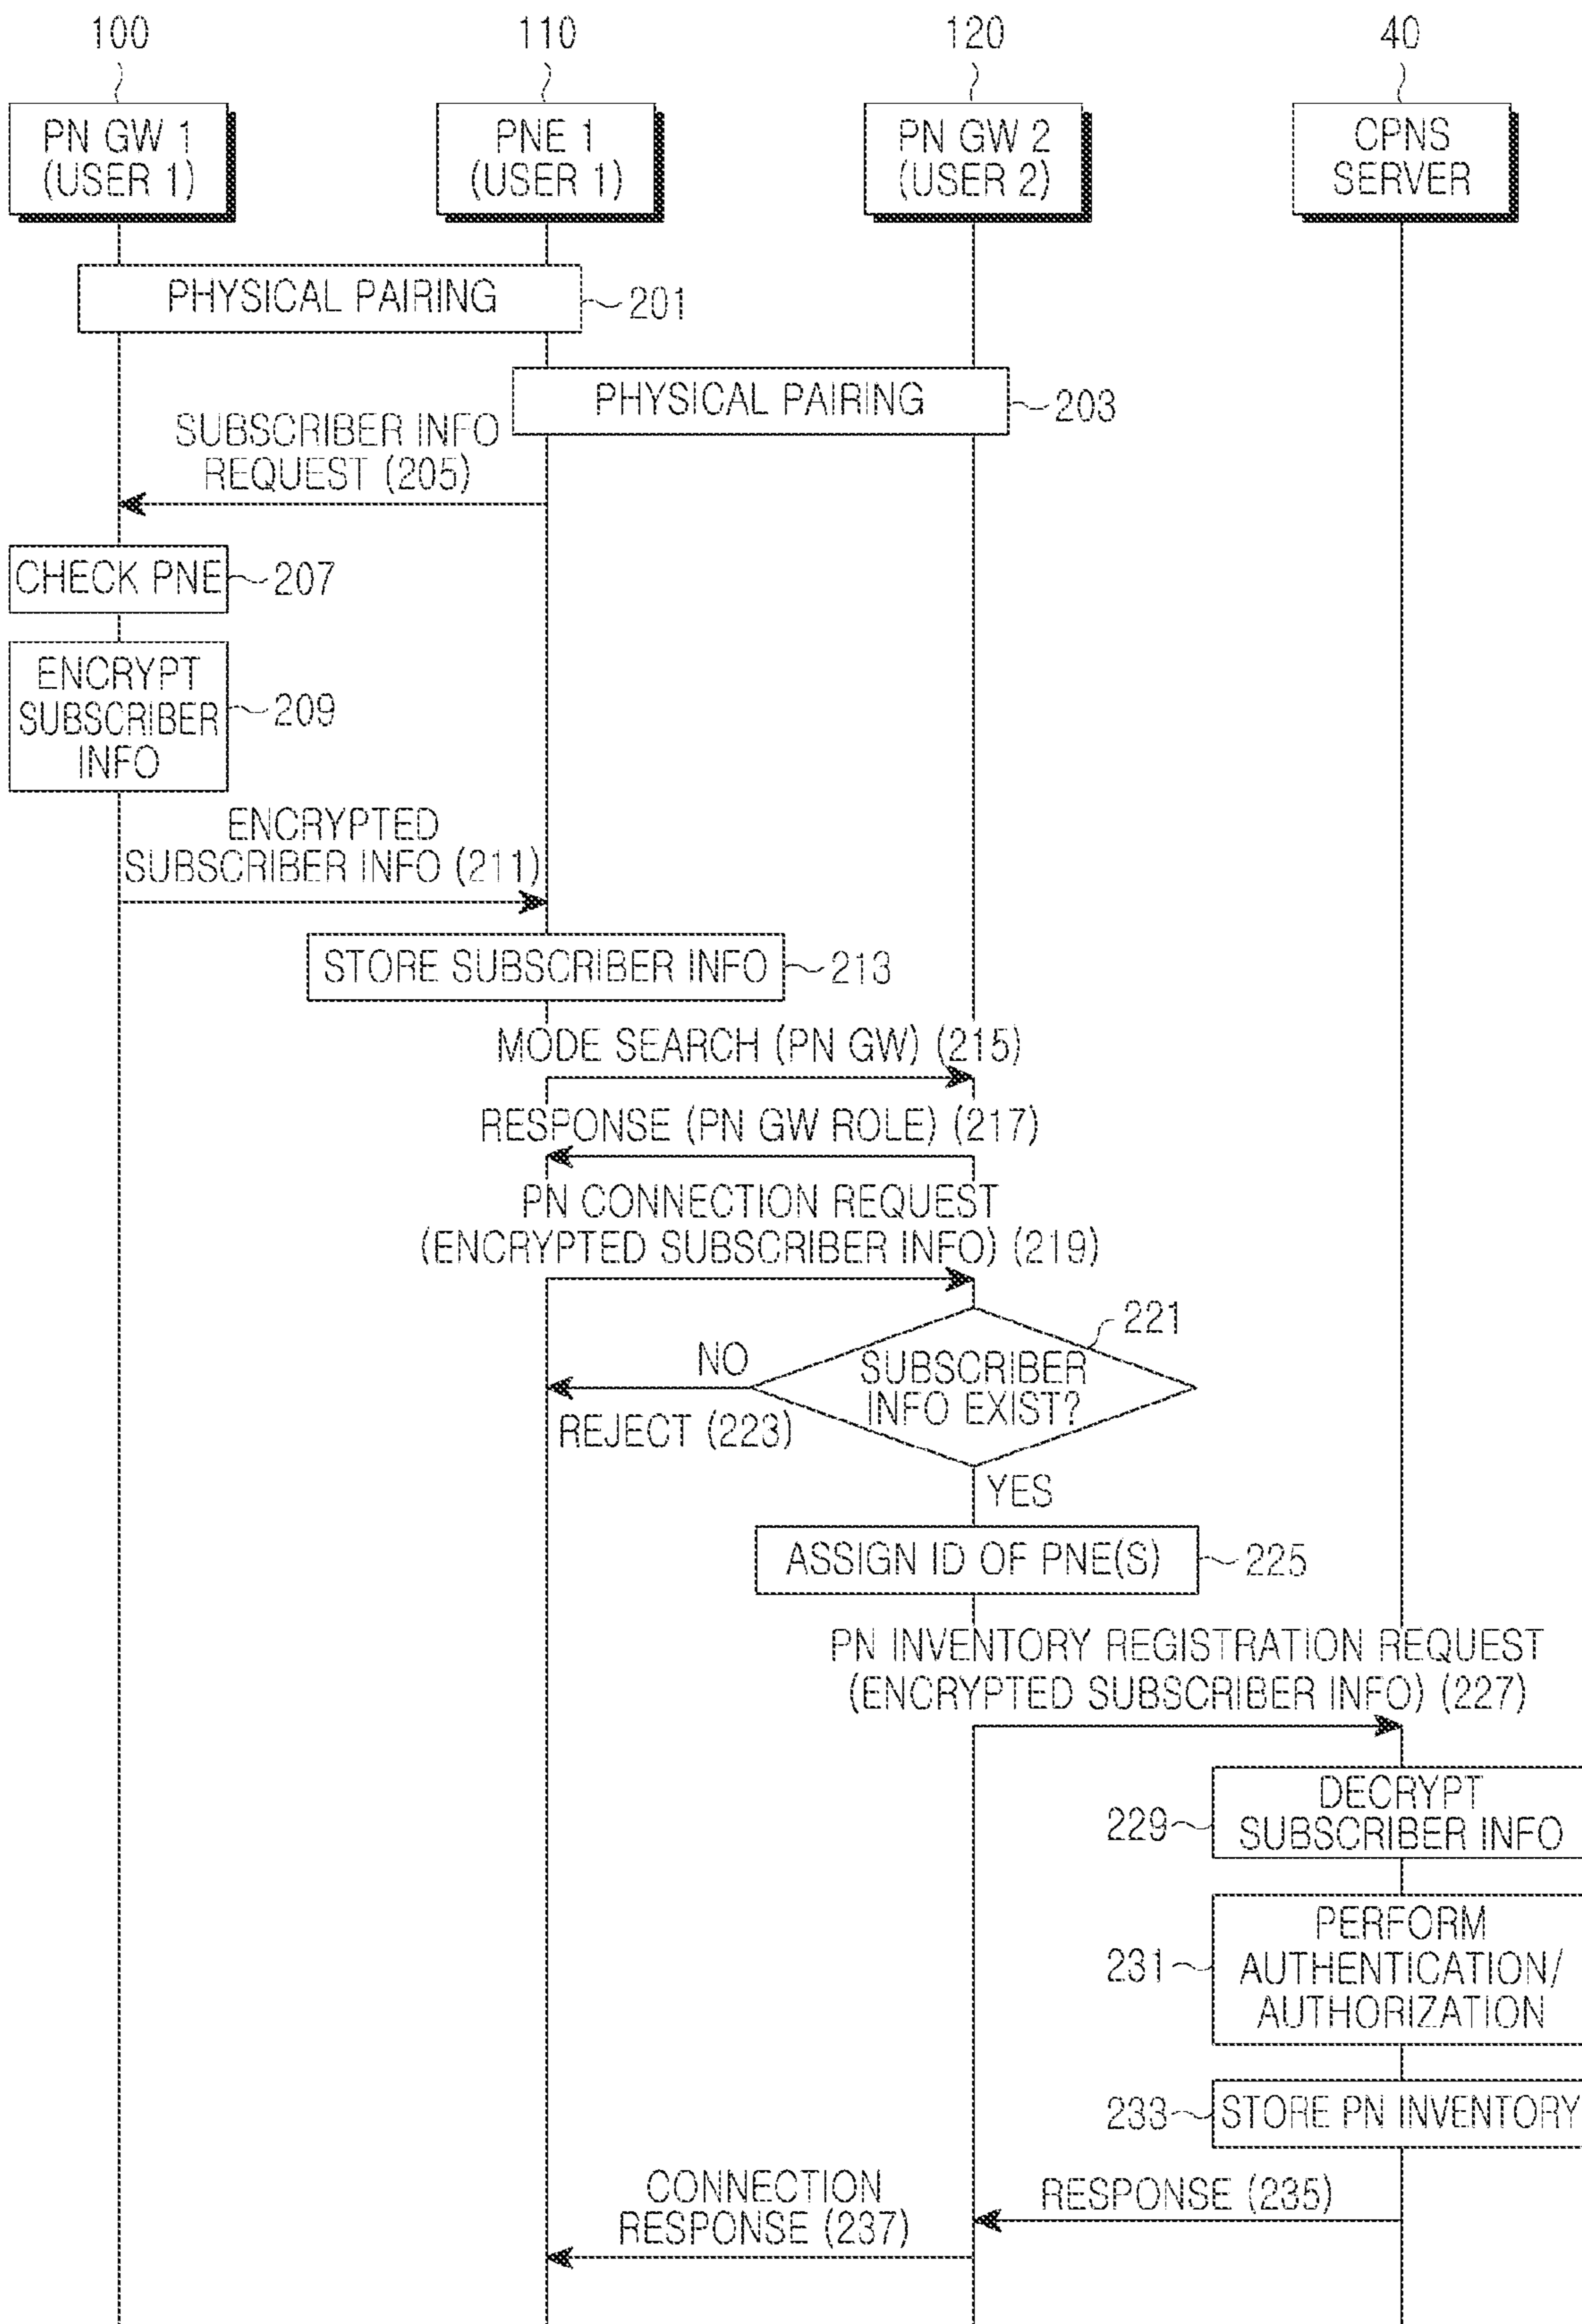 100
110
120
40
PN GW 1
(USER 1)
PNE 1
(USER 1)
PN GW 2
(USER 2)
CPNS
SERVER
PHYSICAL PAIRING
201
PHYSICAL PAIRING
203
SUBSCRIBER INFO
REQUEST (205)
CHECK PNE
207
ENCRYPT
SUBSCRIBER
INFO
209
ENCRYPTED
SUBSCRIBER INFO (211)
STORE SUBSCRIBER INFO
213
MODE SEARCH (PN GW) (215)
RESPONSE (PN GW ROLE) (217)
PN CONNECTION REQUEST
(ENCRYPTED SUBSCRIBER INFO) (219)
221
SUBSCRIBER
INFO EXIST?
NO
REJECT (223)
YES
ASSIGN ID OF PNE(S)
225
PN INVENTORY REGISTRATION REQUEST
(ENCRYPTED SUBSCRIBER INFO) (227)
229
DECRYPT
SUBSCRIBER INFO
231
PERFORM
AUTHENTICATION/
AUTHORIZATION
233
STORE PN INVENTORY
RESPONSE (235)
CONNECTION
RESPONSE (237)